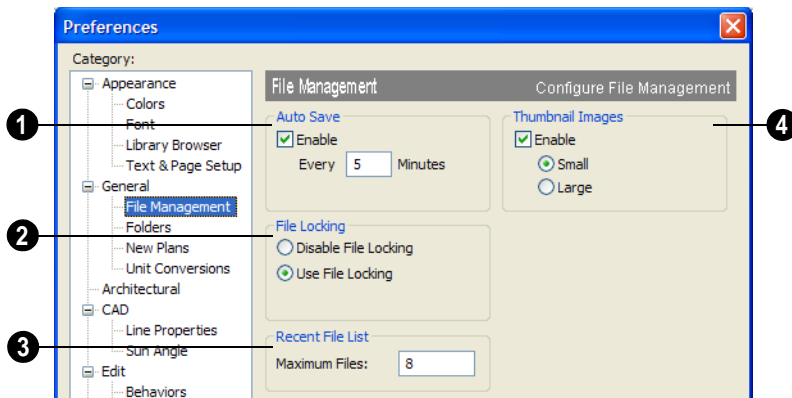 Preferences
Category:
Appearance
Colors
Font
Library Browser
Text & Page Setup
General
File Management
Folders
New Plans
Unit Conversions
Architectural
CAD
Line Properties
Sun Angle
Edit
Behaviors
File Management Configure File Management
1
Auto Save
Enable
Every 5 Minutes
4
Thumbnail Images
Enable
Small
Large
2
File Locking
Disable File Locking
Use File Locking
3
Recent File List
Maximum Files: 8